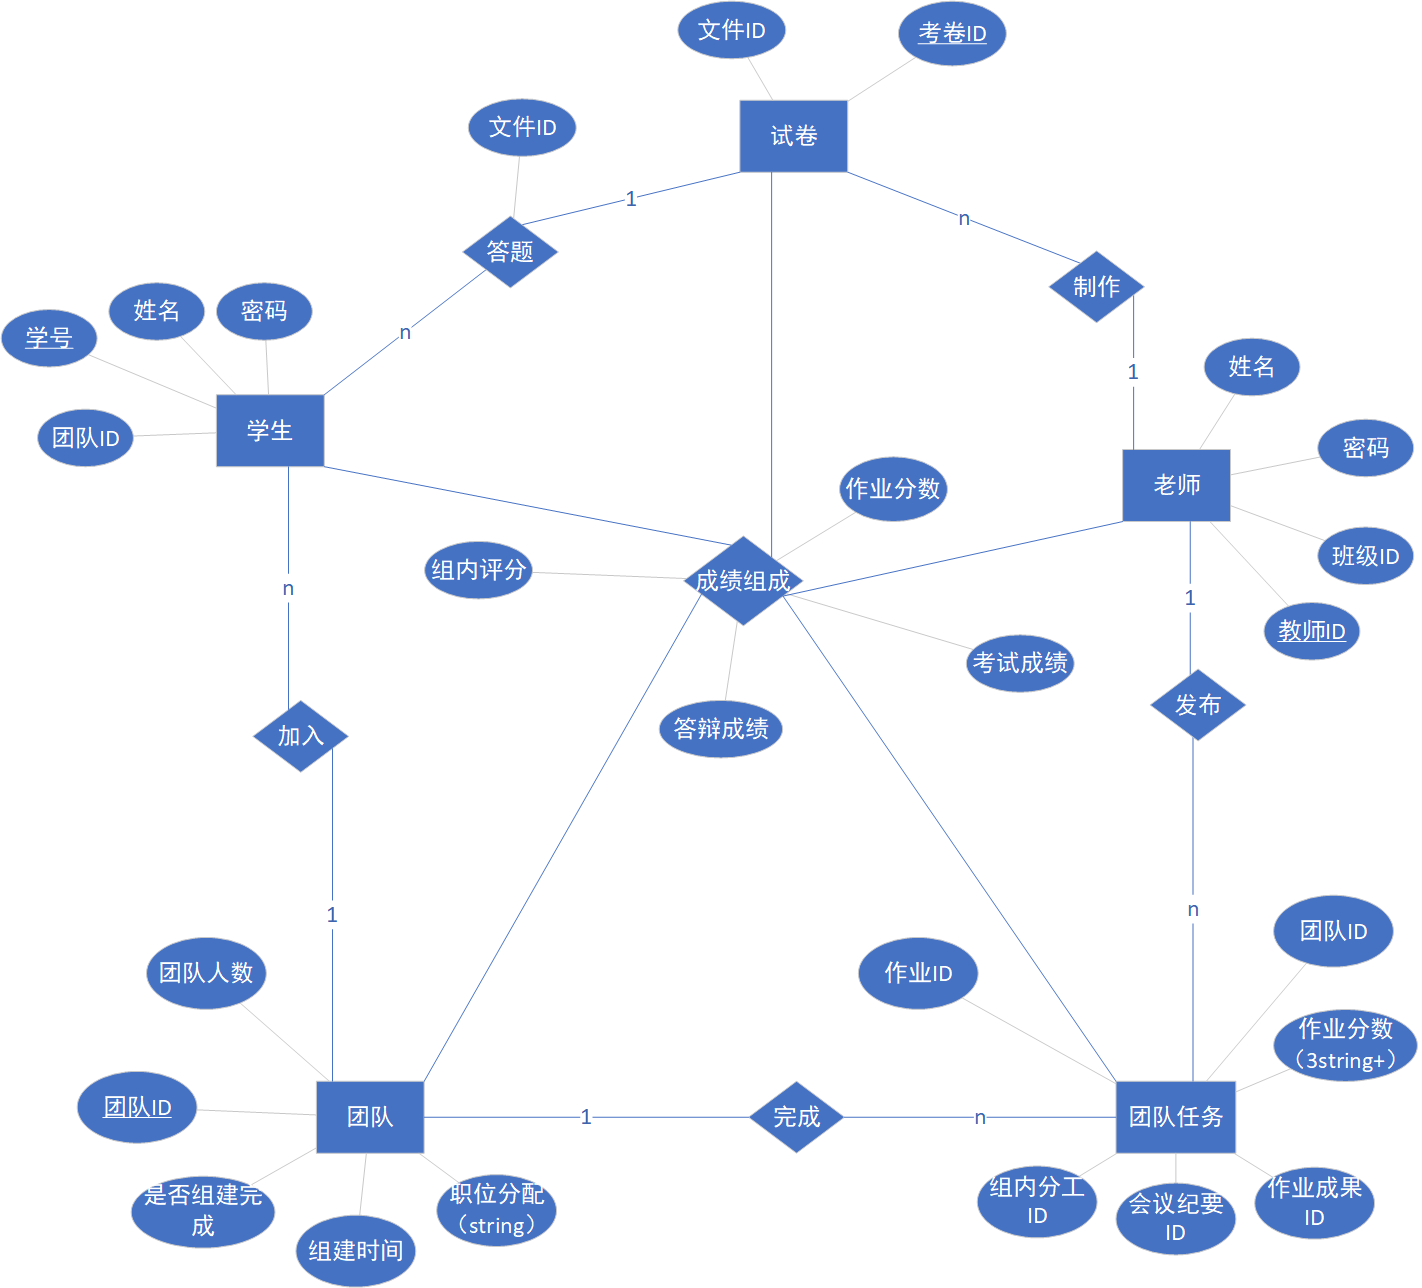 文件ID
考卷ID
文件ID
试卷
1
n
答题
制作
学号
姓名
密码
n
1
姓名
团队ID
学生
密码
老师
作业分数
班级ID
组内评分
成绩组成
n
1
教师ID
考试成绩
答辩成绩
发布
加入
1
n
团队人数
作业ID
团队ID
作业分数
（3string+）
团队ID
团队
1
完成
n
团队任务
是否组建完
成
职位分配
（string）
组建时间
组内分工
ID
会议纪要
ID
作业成果
ID